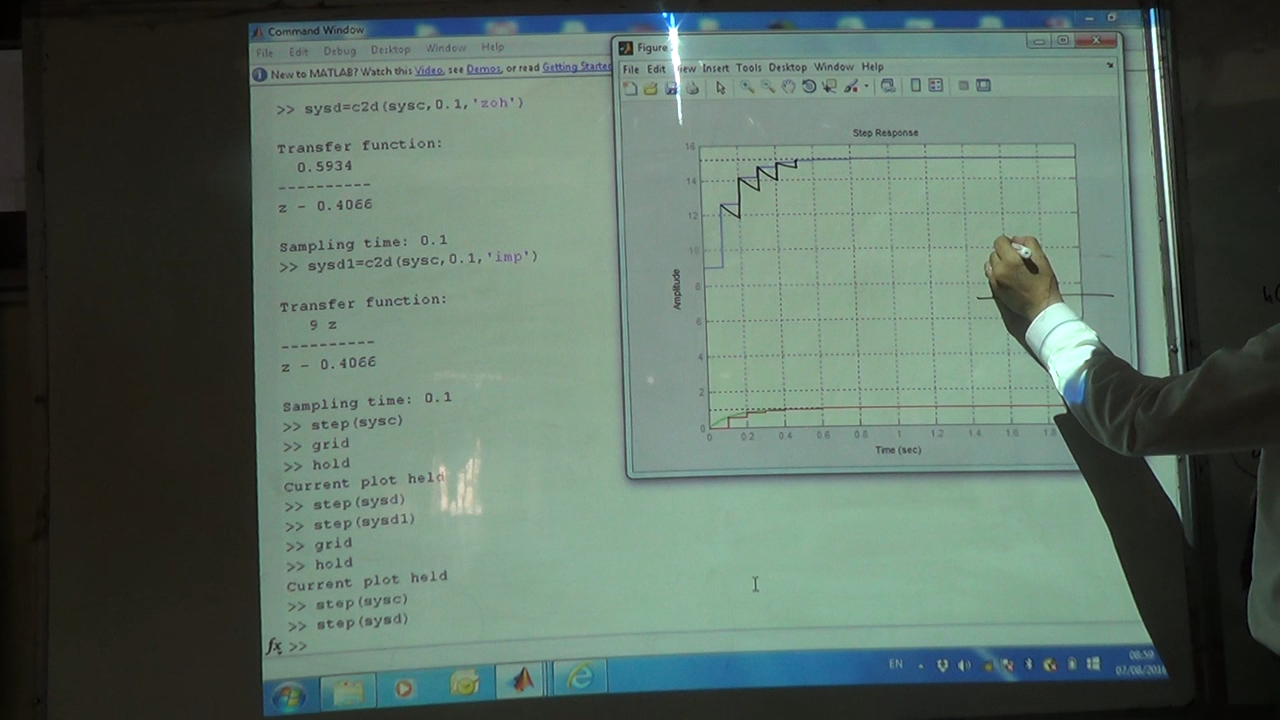 Command Window
File Edit Debug Desktop Window Help
New to MATLAB? Watch this Video, see Demos, or read Getting Started
>> sysd=c2d(sysc,0.1,'zoh')
Transfer function:
0.5934
----------
z - 0.4066
Sampling time: 0.1
>> sysd1=c2d(sysc,0.1,'imp')
Transfer function:
9 z
----------
z - 0.4066
Sampling time: 0.1
>> step(sysc)
>> grid
>> hold
Current plot held
>> step(sysd)
>> step(sysd1)
>> grid
>> hold
Current plot held
>> step(sysc)
>> step(sysd)
fx >>
Figure
File Edit View Insert Tools Desktop Window Help
Step Response
16
14
12
10
8
6
4
2
0
Amplitude
0 0.2 0.4 0.6 0.8 1 1.2 1.4 1.6 1.8
Time (sec)
EN
08:59